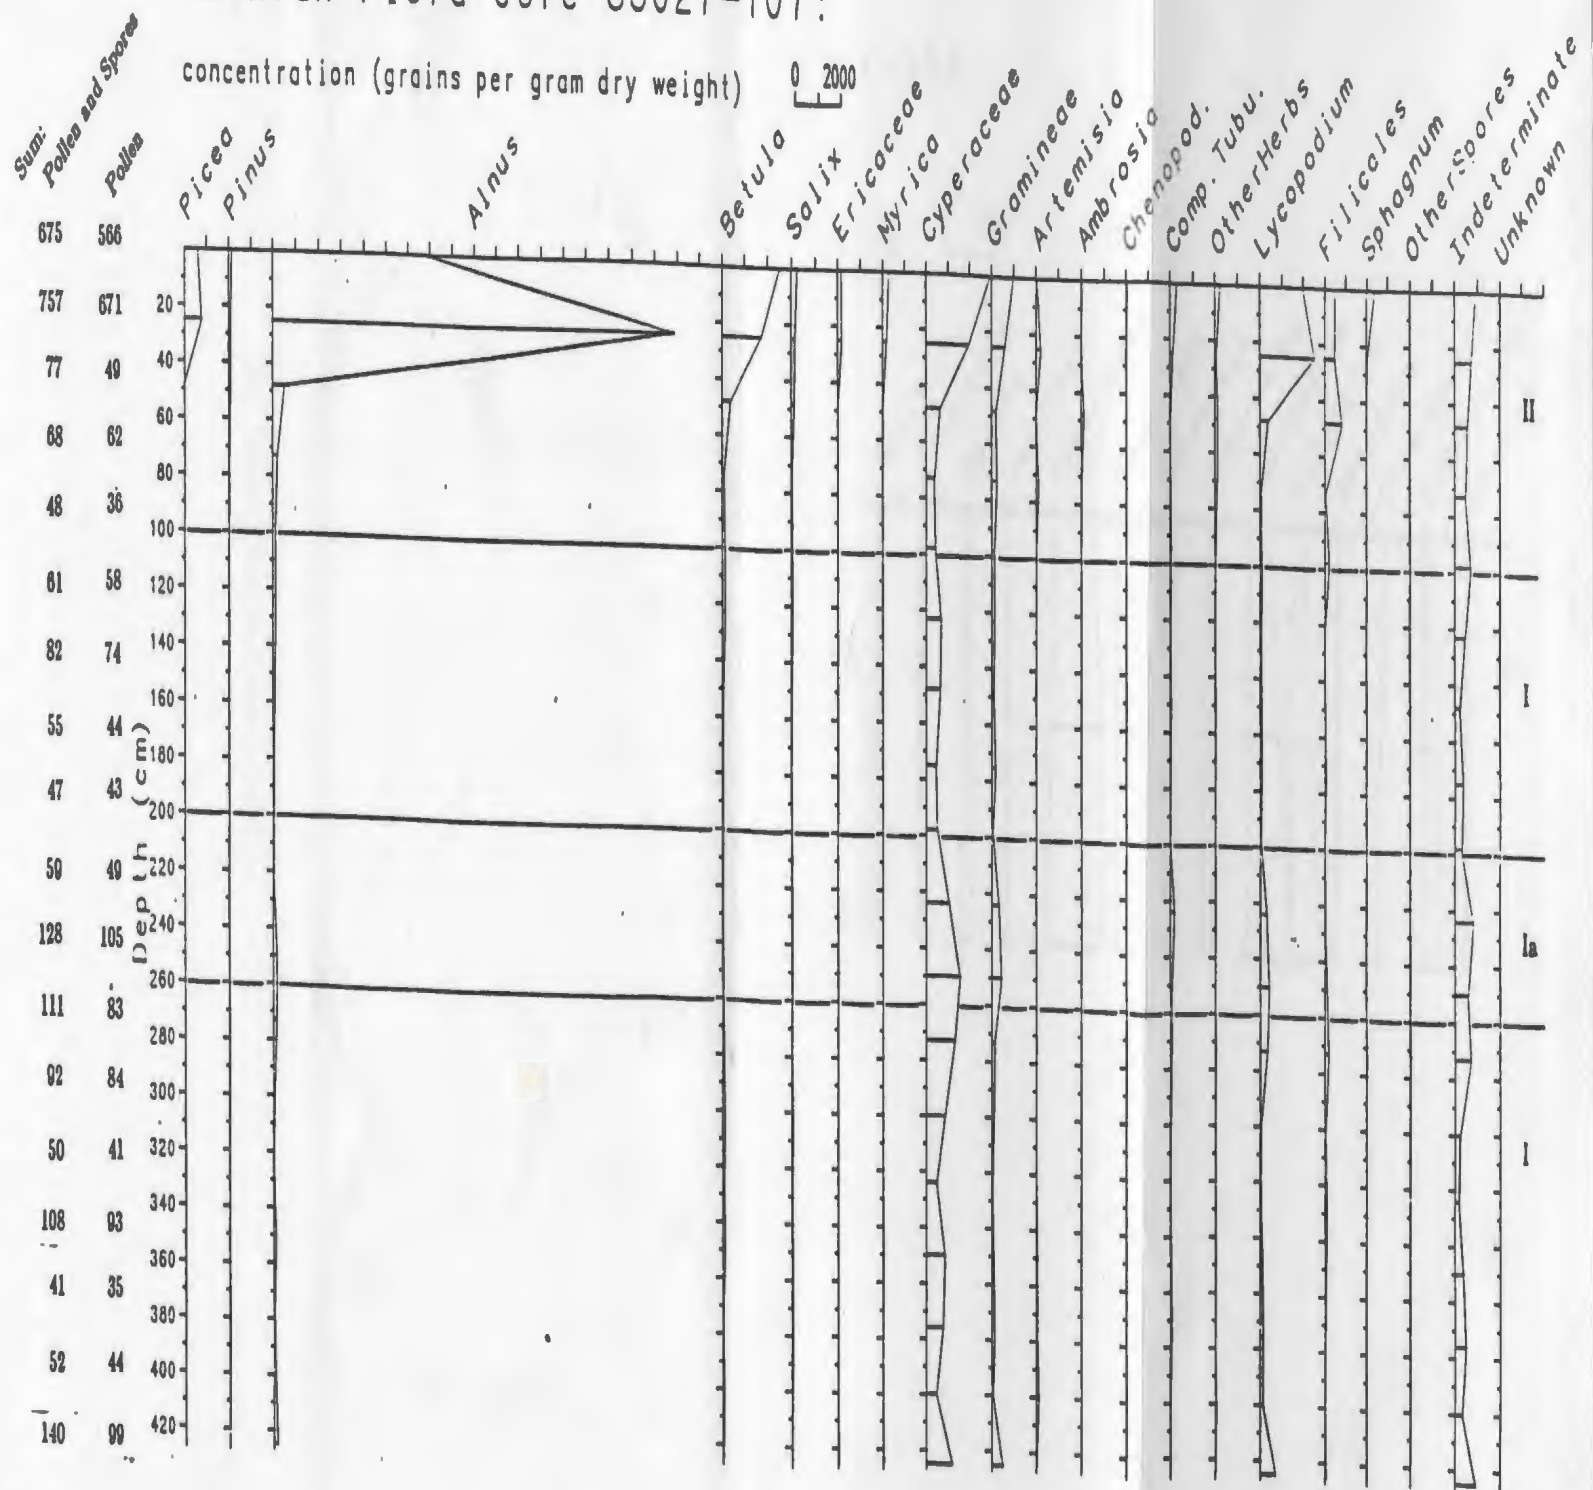 Fiord core 85027-107:
concentration (grains per gram dry weight) 0 2000
Sum:
Pollen and Spores
Pollen
Picea
Pinus
Alnus
Betula
Salix
Ericaceae
Myrica
Cyperaceae
Gramineae
Artemisia
Ambrosia
Chenopod.
Comp. Tubu.
OtherHerbs
Lycopodium
Filicales
Sphagnum
OtherSpores
Indeterminate
Unknown
675 566
757 671
77 49
68 62
48 36
61 58
82 74
55 44
47 43
59 49
128 105
111 83
92 84
50 41
108 93
41 35
52 44
140 99
Depth (cm)
20
40
60
80
100
120
140
160
180
200
220
240
260
280
300
320
340
360
380
400
420
II
I
Ia
I